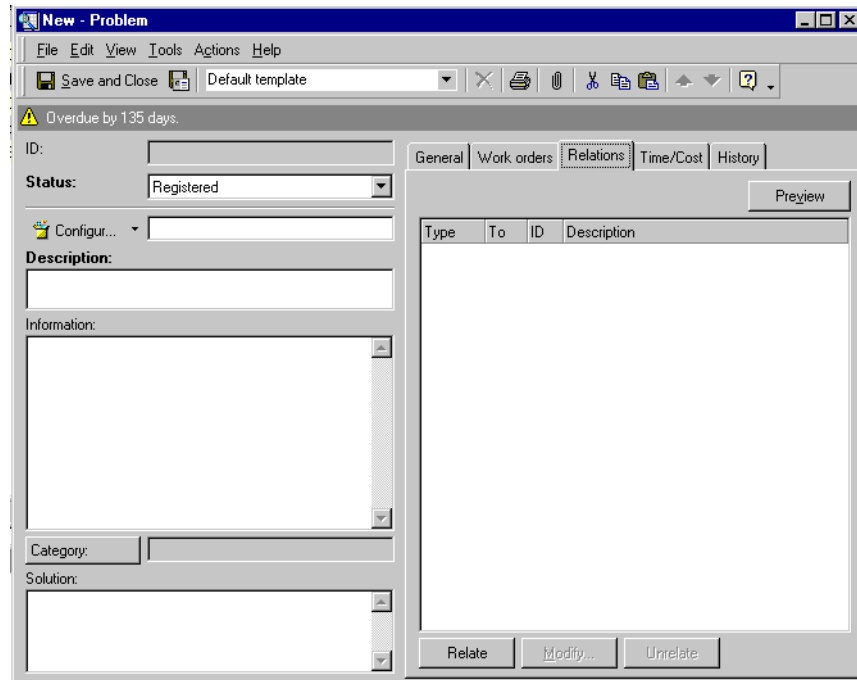 New - Problem
File Edit View Tools Actions Help
Save and Close Default template
Overdue by 135 days.
ID:
Status: Registered
Configur...
Description:
Information:
Category:
Solution:
General Work orders Relations Time/Cost History
Preview
Type To ID Description
Relate Modify... Unrelate